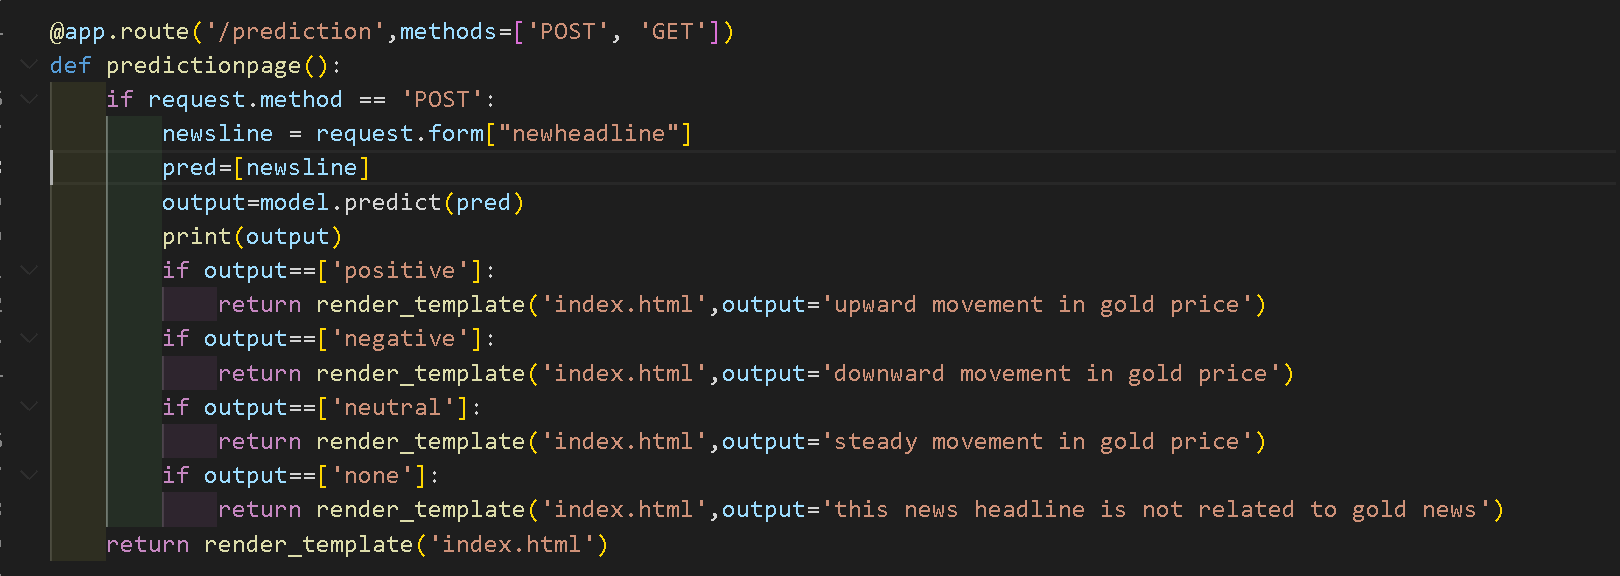 @app.route('/prediction',methods=['POST', 'GET'])
def predictionpage():
    if request.method == 'POST':
        newsline = request.form["newheadline"]
        pred=[newsline]
        output=model.predict(pred)
        print(output)
        if output==['positive']:
            return render_template('index.html',output='upward movement in gold price')
        if output==['negative']:
            return render_template('index.html',output='downward movement in gold price')
        if output==['neutral']:
            return render_template('index.html',output='steady movement in gold price')
        if output==['none']:
            return render_template('index.html',output='this news headline is not related to gold news')
    return render_template('index.html')